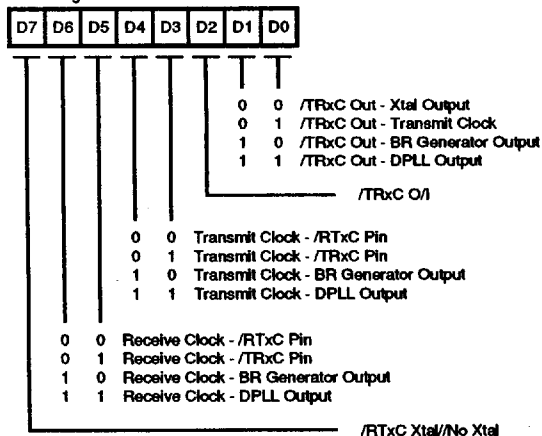 D7 D6 D5 D4 D3 D2 D1 D0
0 0 /TRxC Out - Xtal Output
0 1 /TRxC Out - Transmit Clock
1 0 /TRxC Out - BR Generator Output
1 1 /TRxC Out - DPLL Output
/TRxC O/I
0 0 Transmit Clock - /RTxC Pin
0 1 Transmit Clock - /TRxC Pin
1 0 Transmit Clock - BR Generator Output
1 1 Transmit Clock - DPLL Output
0 0 Receive Clock - /RTxC Pin
0 1 Receive Clock - /TRxC Pin
1 0 Receive Clock - BR Generator Output
1 1 Receive Clock - DPLL Output
/RTxC Xtal//No Xtal